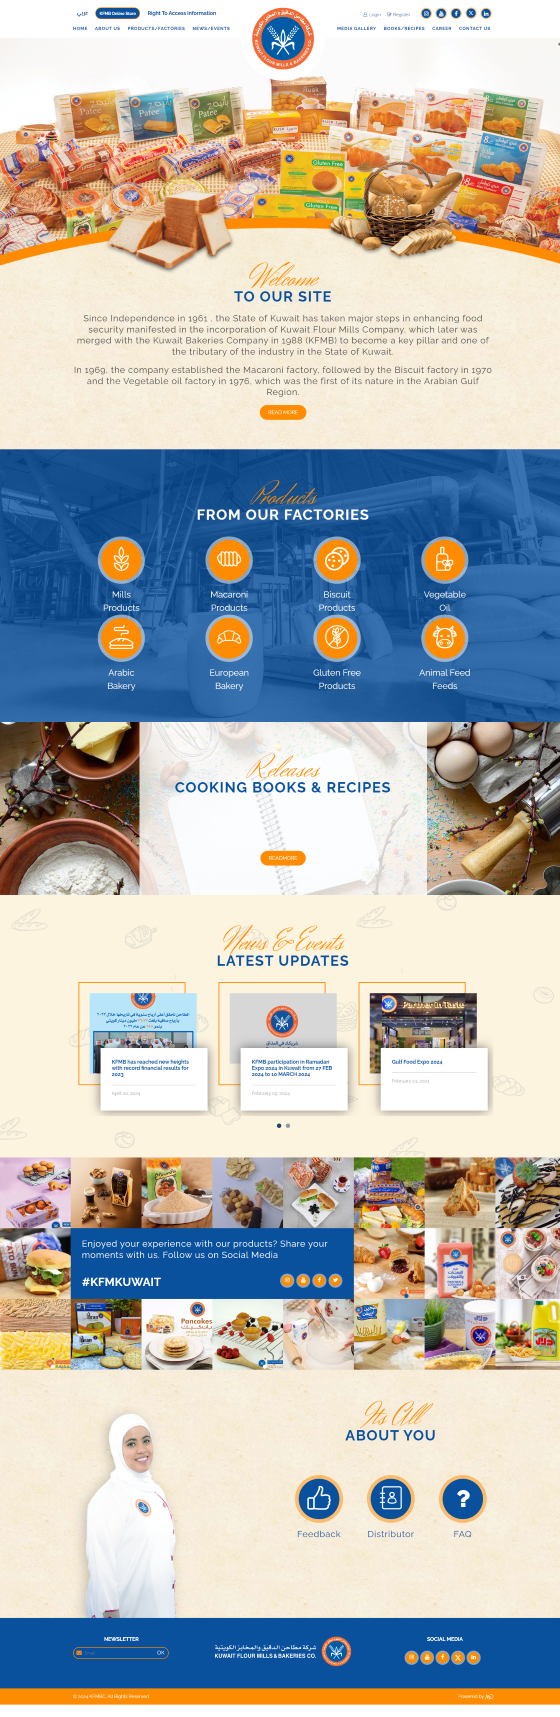 عربي
KFMB Online Store
Right To Access Information
Login
Register
HOME
ABOUT US
PRODUCTS/FACTORIES
NEWS/EVENTS
MEDIA GALLERY
BOOKS/RECIPES
CAREER
CONTACT US
Patee
Patee
Patee
Gluten Free
Gluten Free
Welcome
TO OUR SITE
Since Independence in 1961 , the State of Kuwait has taken major steps in enhancing food
security manifested in the incorporation of Kuwait Flour Mills Company, which later was
merged with the Kuwait Bakeries Company in 1988 (KFMB) to become a key pillar and one of
the tributary of the industry in the State of Kuwait.
In 1969, the company established the Macaroni factory, followed by the Biscuit factory in 1970
and the Vegetable oil factory in 1976, which was the first of its nature in the Arabian Gulf
Region.
READ MORE
Products
FROM OUR FACTORIES
Mills
Products
Macaroni
Products
Biscuit
Products
Vegetable
Oil
Arabic
Bakery
European
Bakery
Gluten Free
Products
Animal Feed
Feeds
Releases
COOKING BOOKS & RECIPES
READMORE
News & Events
LATEST UPDATES
Partner in Taste
KFMB has reached new heights
with record financial results for
2023
KFMB participation in Ramadan
Expo 2024 in Kuwait from 27 FEB
2024 to 10 MARCH 2024
Gulf Food Expo 2024
Enjoyed your experience with our products? Share your
moments with us. Follow us on Social Media
#KFMKUWAIT
Pancakes
Its All
ABOUT YOU
Feedback
Distributor
FAQ
NEWSLETTER
Email
OK
شركة مطاحن الدقيق والمخابز الكويتية
KUWAIT FLOUR MILLS & BAKERIES CO.
SOCIAL MEDIA
© 2024 KFMBC. All Rights Reserved
Powered by